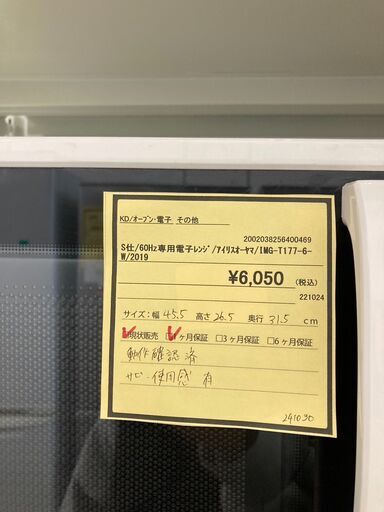 KD/オーブン・電子 その他
2002038256400469
S仕/60Hz専用電子ﾚﾝｼﾞ/ｱｲﾘｽｵｰﾔﾏ/IMG-T177-6-
W/2019
¥6,050 (税込)
221024
サイズ：幅 45.5 高さ 26.5 奥行 31.5 cm
☑現状販売 ☑1ヶ月保証 □3ヶ月保証 □6ヶ月保証
動作確認済
サビ・使用感 有
241030